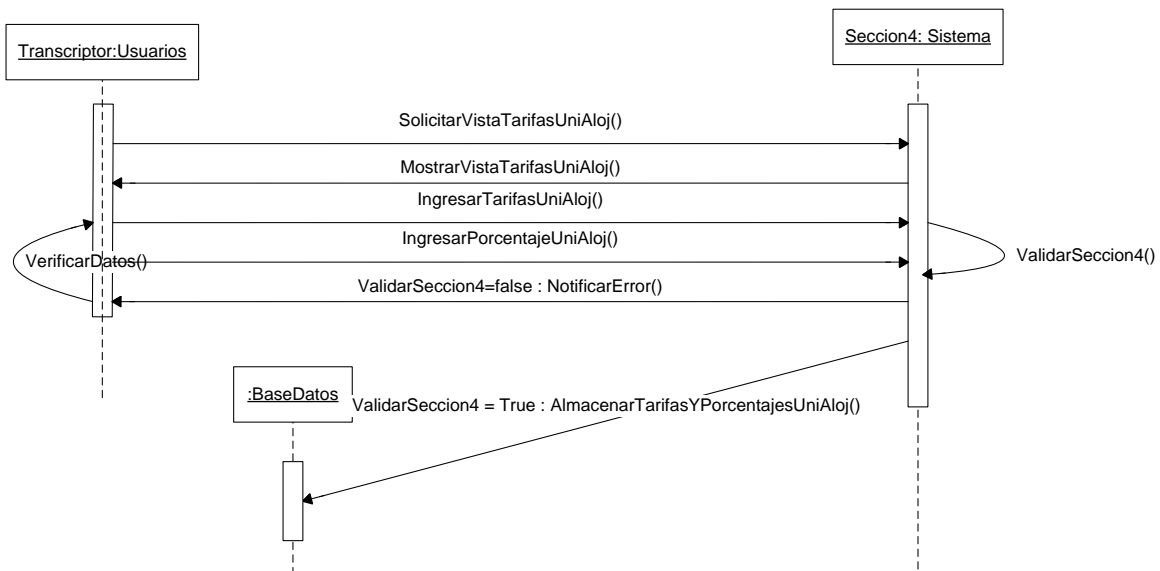 Transcriptor:Usuarios
Seccion4: Sistema
SolicitarVistaTarifasUniAloj()
MostrarVistaTarifasUniAloj()
IngresarTarifasUniAloj()
IngresarPorcentajeUniAloj()
VerificarDatos()
ValidarSeccion4()
ValidarSeccion4=false : NotificarError()
:BaseDatos
ValidarSeccion4 = True : AlmacenarTarifasYPorcentajesUniAloj()